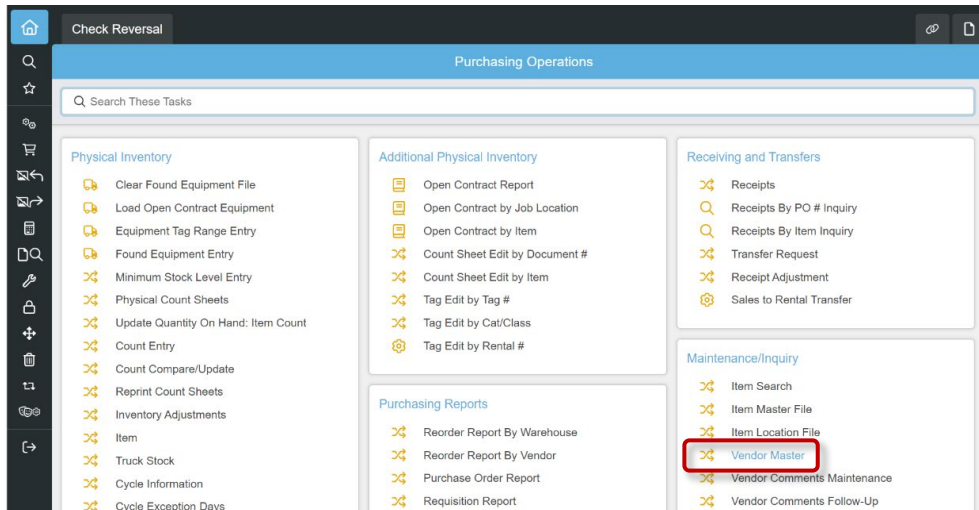 Check Reversal
Purchasing Operations
Search These Tasks
Physical Inventory
Clear Found Equipment File
Load Open Contract Equipment
Equipment Tag Range Entry
Found Equipment Entry
Minimum Stock Level Entry
Physical Count Sheets
Update Quantity On Hand: Item Count
Count Entry
Count Compare/Update
Reprint Count Sheets
Inventory Adjustments
Item
Truck Stock
Cycle Information
Cycle Exception Days
Additional Physical Inventory
Open Contract Report
Open Contract by Job Location
Open Contract by Item
Count Sheet Edit by Document #
Count Sheet Edit by Item
Tag Edit by Tag #
Tag Edit by Cat/Class
Tag Edit by Rental #
Purchasing Reports
Reorder Report By Warehouse
Reorder Report By Vendor
Purchase Order Report
Requisition Report
Receiving and Transfers
Receipts
Receipts By PO # Inquiry
Receipts By Item Inquiry
Transfer Request
Receipt Adjustment
Sales to Rental Transfer
Maintenance/Inquiry
Item Search
Item Master File
Item Location File
Vendor Master
Vendor Comments Maintenance
Vendor Comments Follow-Up